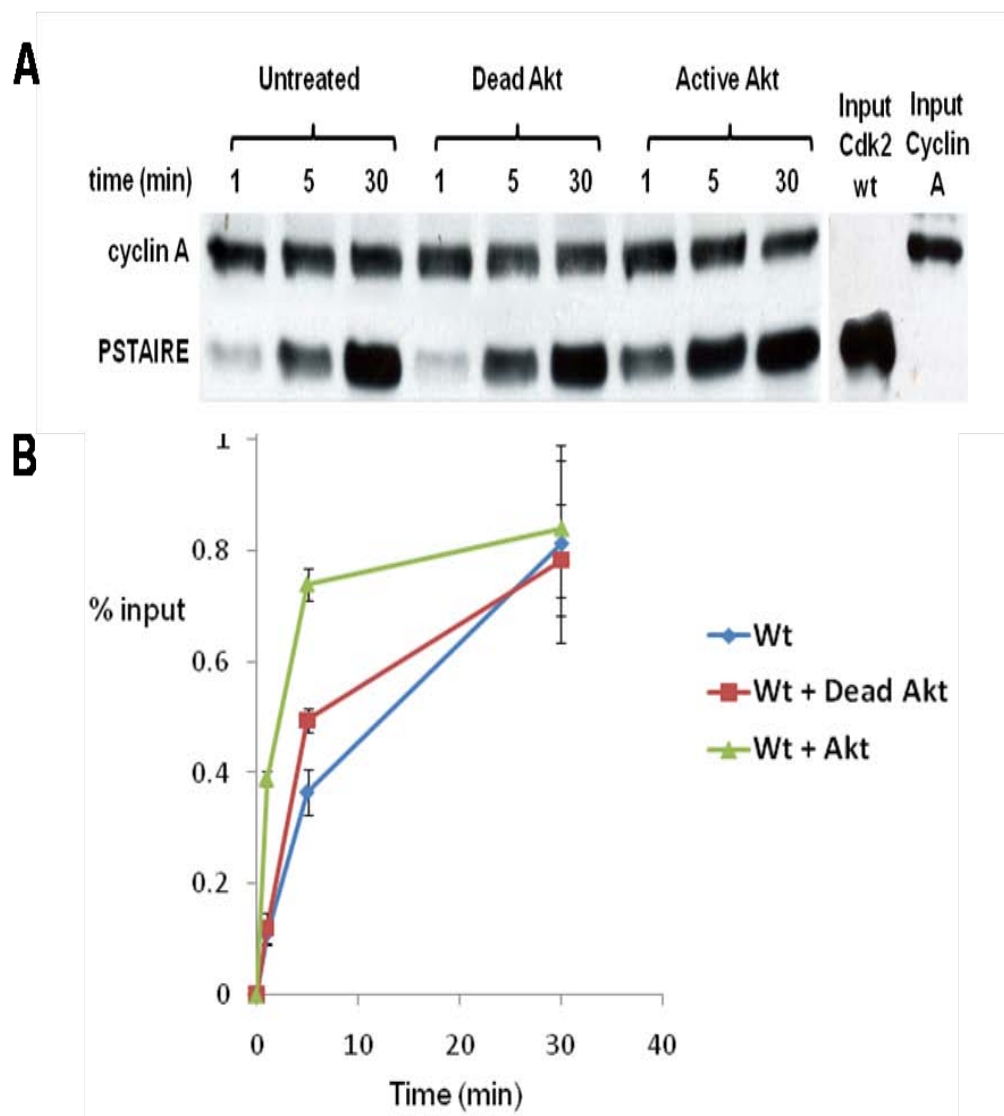 A
Untreated Dead Akt Active Akt
Input Input
Cdk2 Cyclin
wt A
time (min) 1 5 30 1 5 30 1 5 30
cyclin A
PSTAIRE
B
1
0.8
% input
0.6
0.4
0.2
0
0 10 20 30 40
Time (min)
Wt
Wt + Dead Akt
Wt + Akt